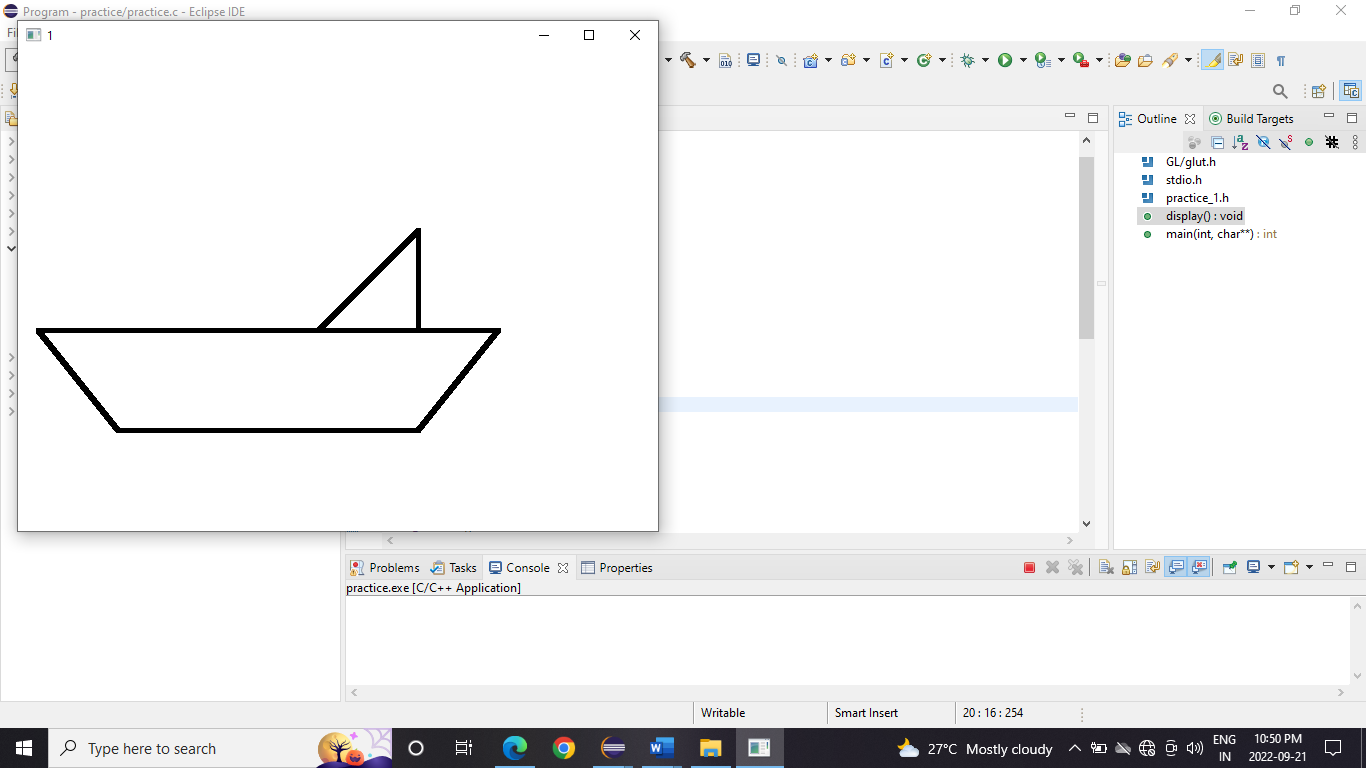 Program - practice/practice.c - Eclipse IDE
1
Outline
Build Targets
GL/glut.h
stdio.h
practice_1.h
display() : void
main(int, char**) : int
Problems
Tasks
Console
Properties
practice.exe [C/C++ Application]
Writable
Smart Insert
20 : 16 : 254
Type here to search
27°C Mostly cloudy
ENG
IN
10:50 PM
2022-09-21